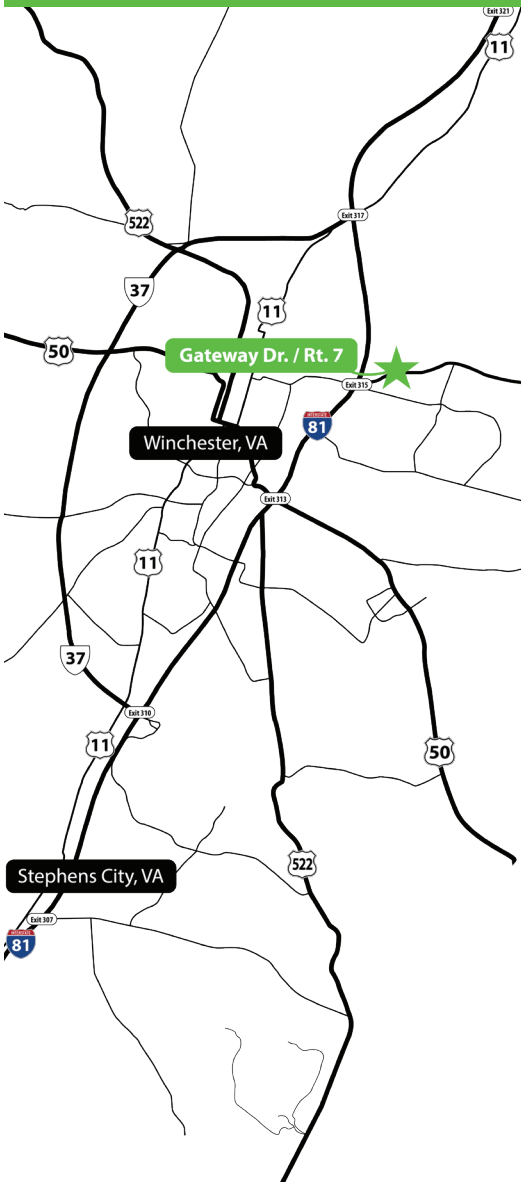 Exit 321
11
Exit 317
522
37
11
50
Gateway Dr. / Rt. 7
Exit 315
INTERSTATE
81
Winchester, VA
Exit 313
11
37
Exit 310
11
50
522
Stephens City, VA
Exit 307
INTERSTATE
81